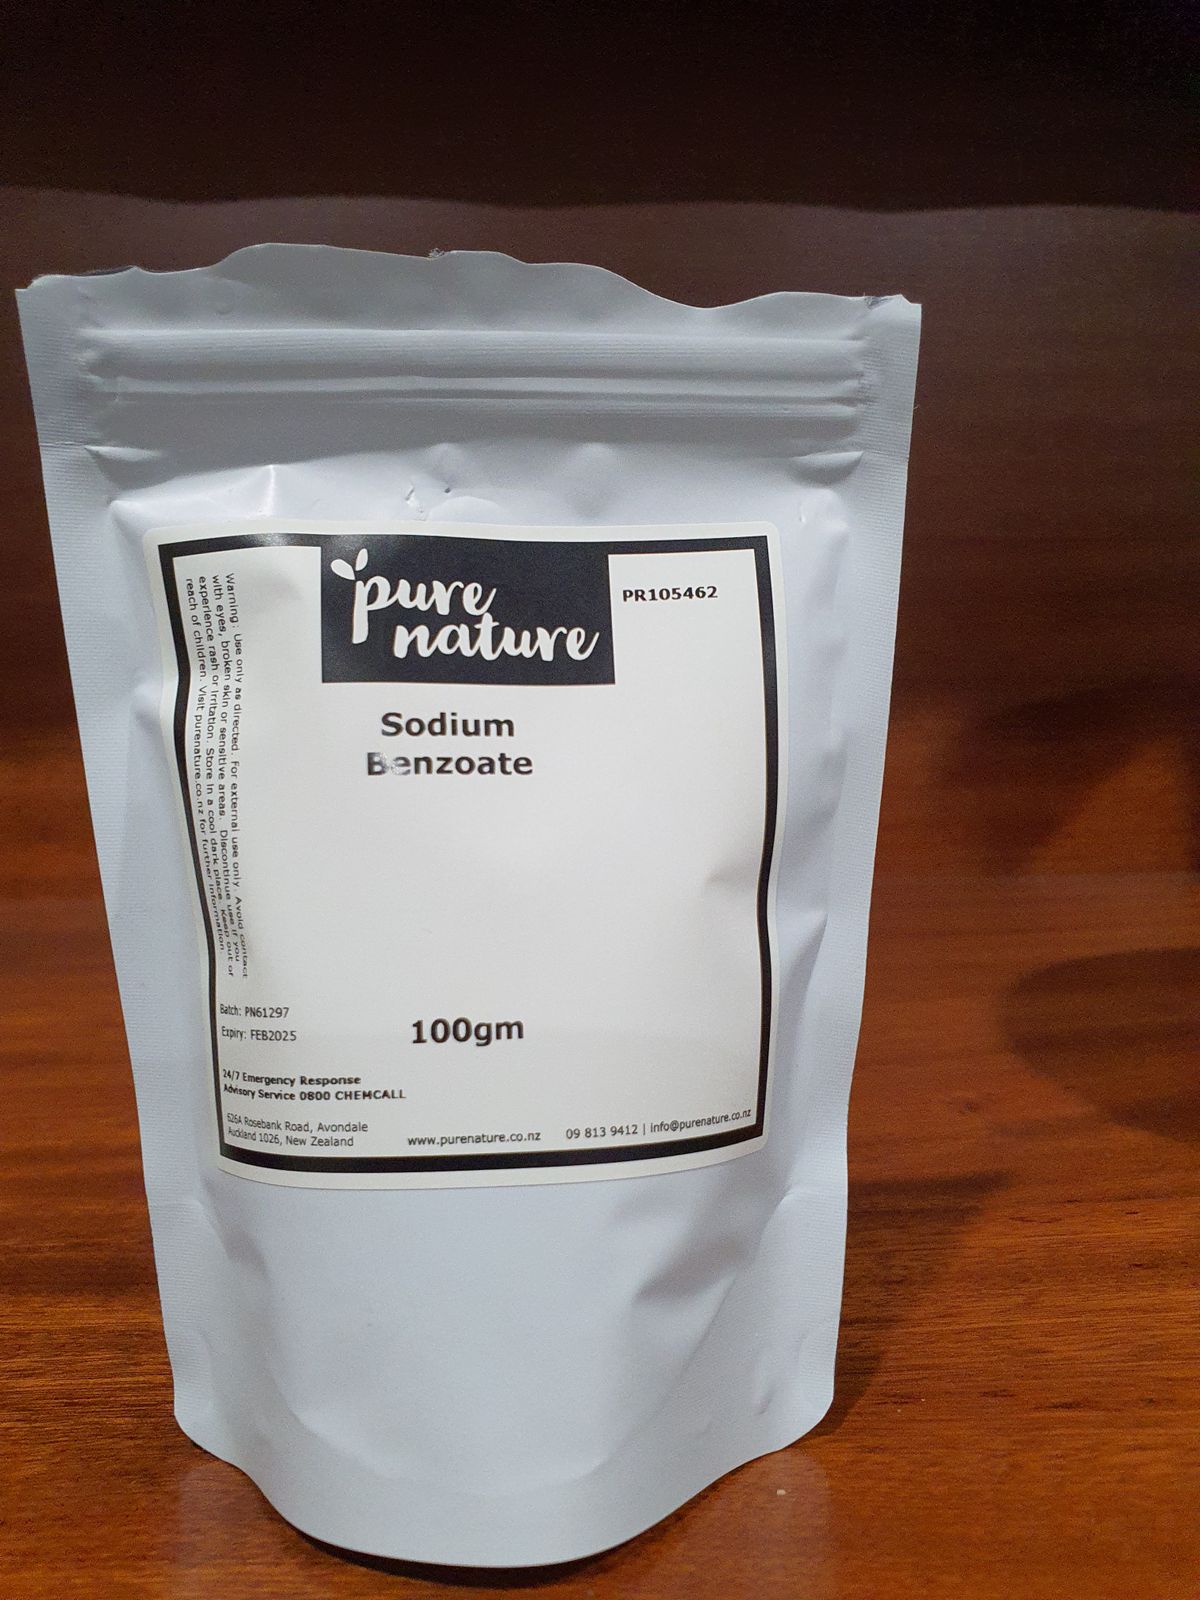 pure
nature
PR105462
Sodium
Benzoate
Warning: Use only as directed. For external use only. Avoid contact
with eyes, broken skin or sensitive areas. Discontinue use if you
experience rash or irritation. Store in a cool dark place. Keep out of
reach of children. Visit purenature.co.nz for further information.
Batch: PN61297
Expiry: FEB2025
100gm
24/7 Emergency Response
Advisory Service 0800 CHEMCALL
626A Rosebank Road, Avondale
Auckland 1026, New Zealand
www.purenature.co.nz
09 813 9412 | info@purenature.co.nz